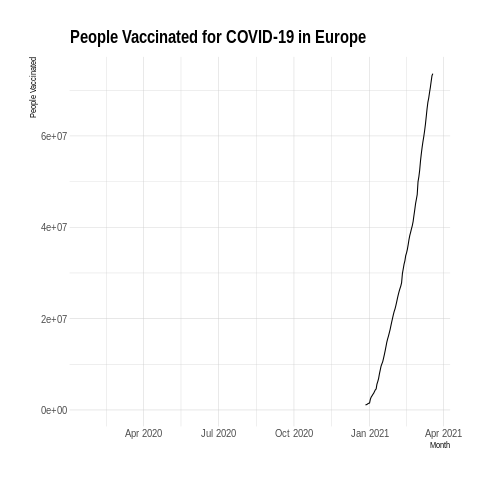 People Vaccinated for COVID-19 in Europe
People Vaccinated
6e+07
4e+07
2e+07
0e+00
Apr 2020 Jul 2020 Oct 2020 Jan 2021 Apr 2021
Month